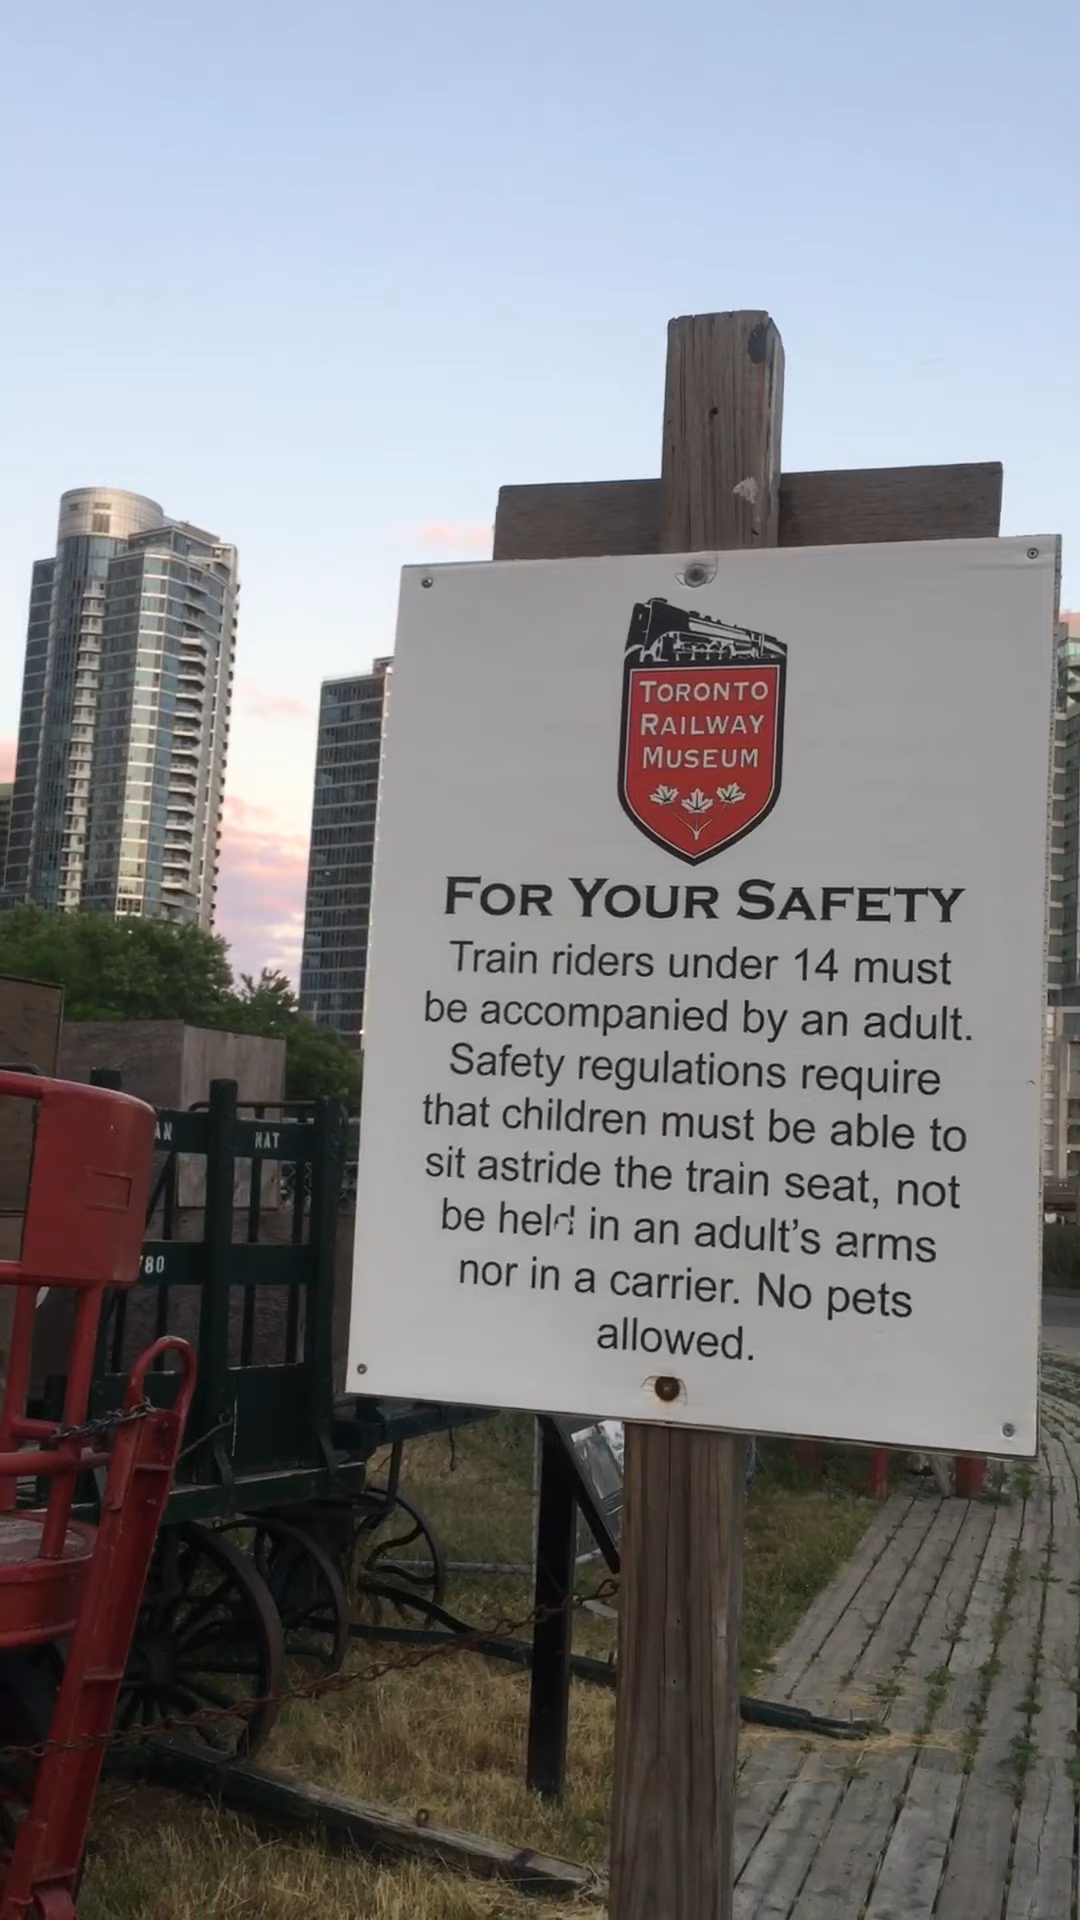 TORONTO
RAILWAY
MUSEUM
FOR YOUR SAFETY
Train riders under 14 must
be accompanied by an adult.
Safety regulations require
that children must be able to
sit astride the train seat, not
be held in an adult's arms
nor in a carrier. No pets
allowed.
NAT